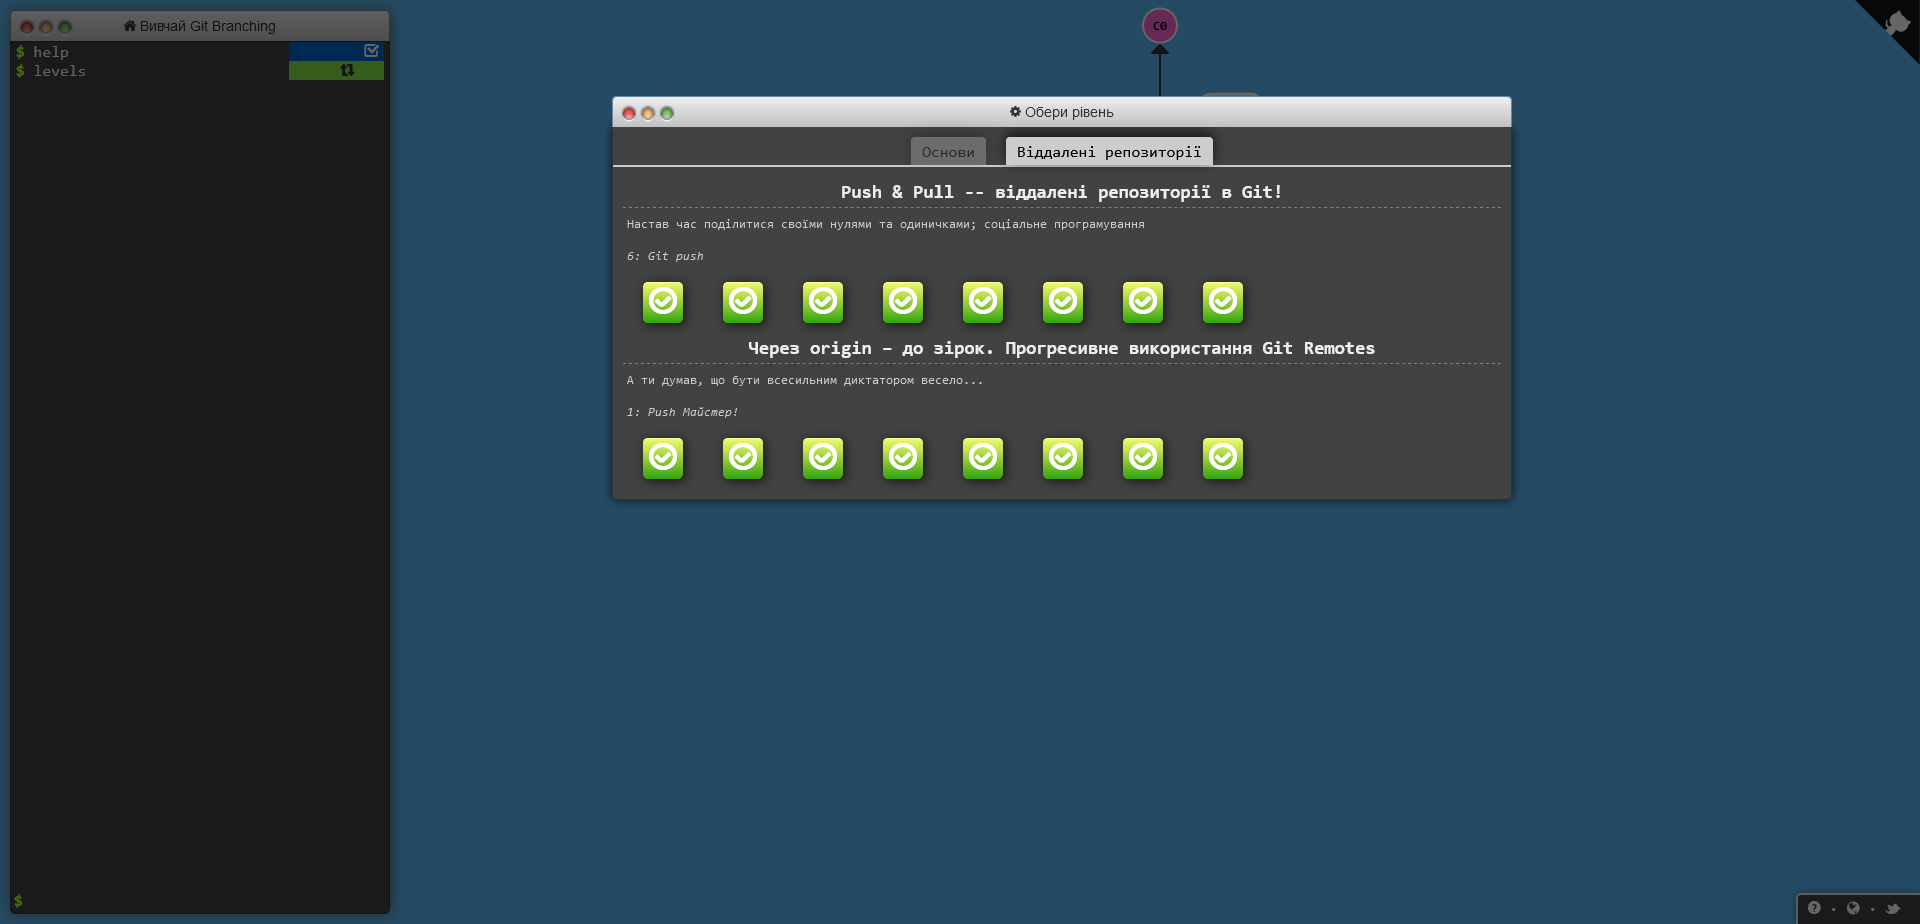 Вивчай Git Branching
$ help
$ levels
$
C0
Обери рівень
Основи
Віддалені репозиторії
Push & Pull -- віддалені репозиторії в Git!
Настав час поділитися своїми нулями та одиничками; соціальне програмування
6: Git push
Через origin – до зірок. Прогресивне використання Git Remotes
А ти думав, що бути всесильним диктатором весело...
1: Push Майстер!